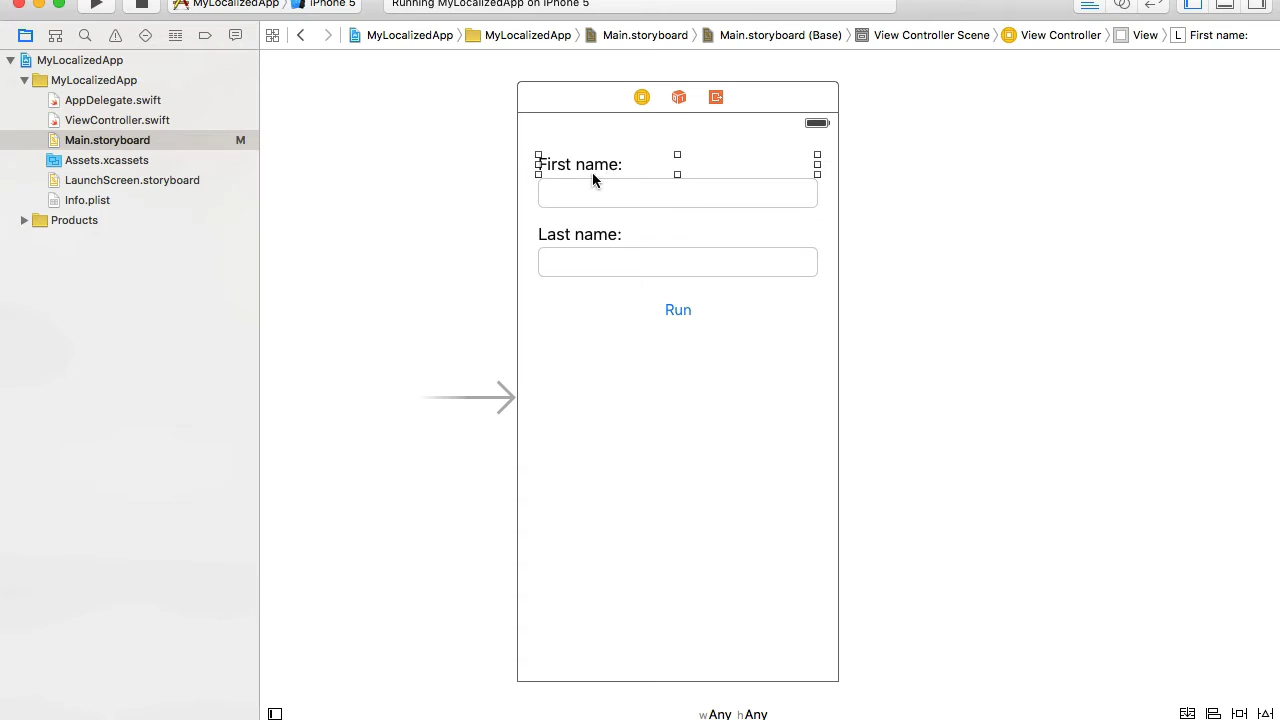 MyLocalizedApp iPhone 5 Running MyLocalizedApp on iPhone 5
MyLocalizedApp MyLocalizedApp Main.storyboard Main.storyboard (Base) View Controller Scene View Controller View L First name:
MyLocalizedApp
MyLocalizedApp
AppDelegate.swift
ViewController.swift
Main.storyboard M
Assets.xcassets
LaunchScreen.storyboard
Info.plist
Products
First name:
Last name:
Run
wAny hAny